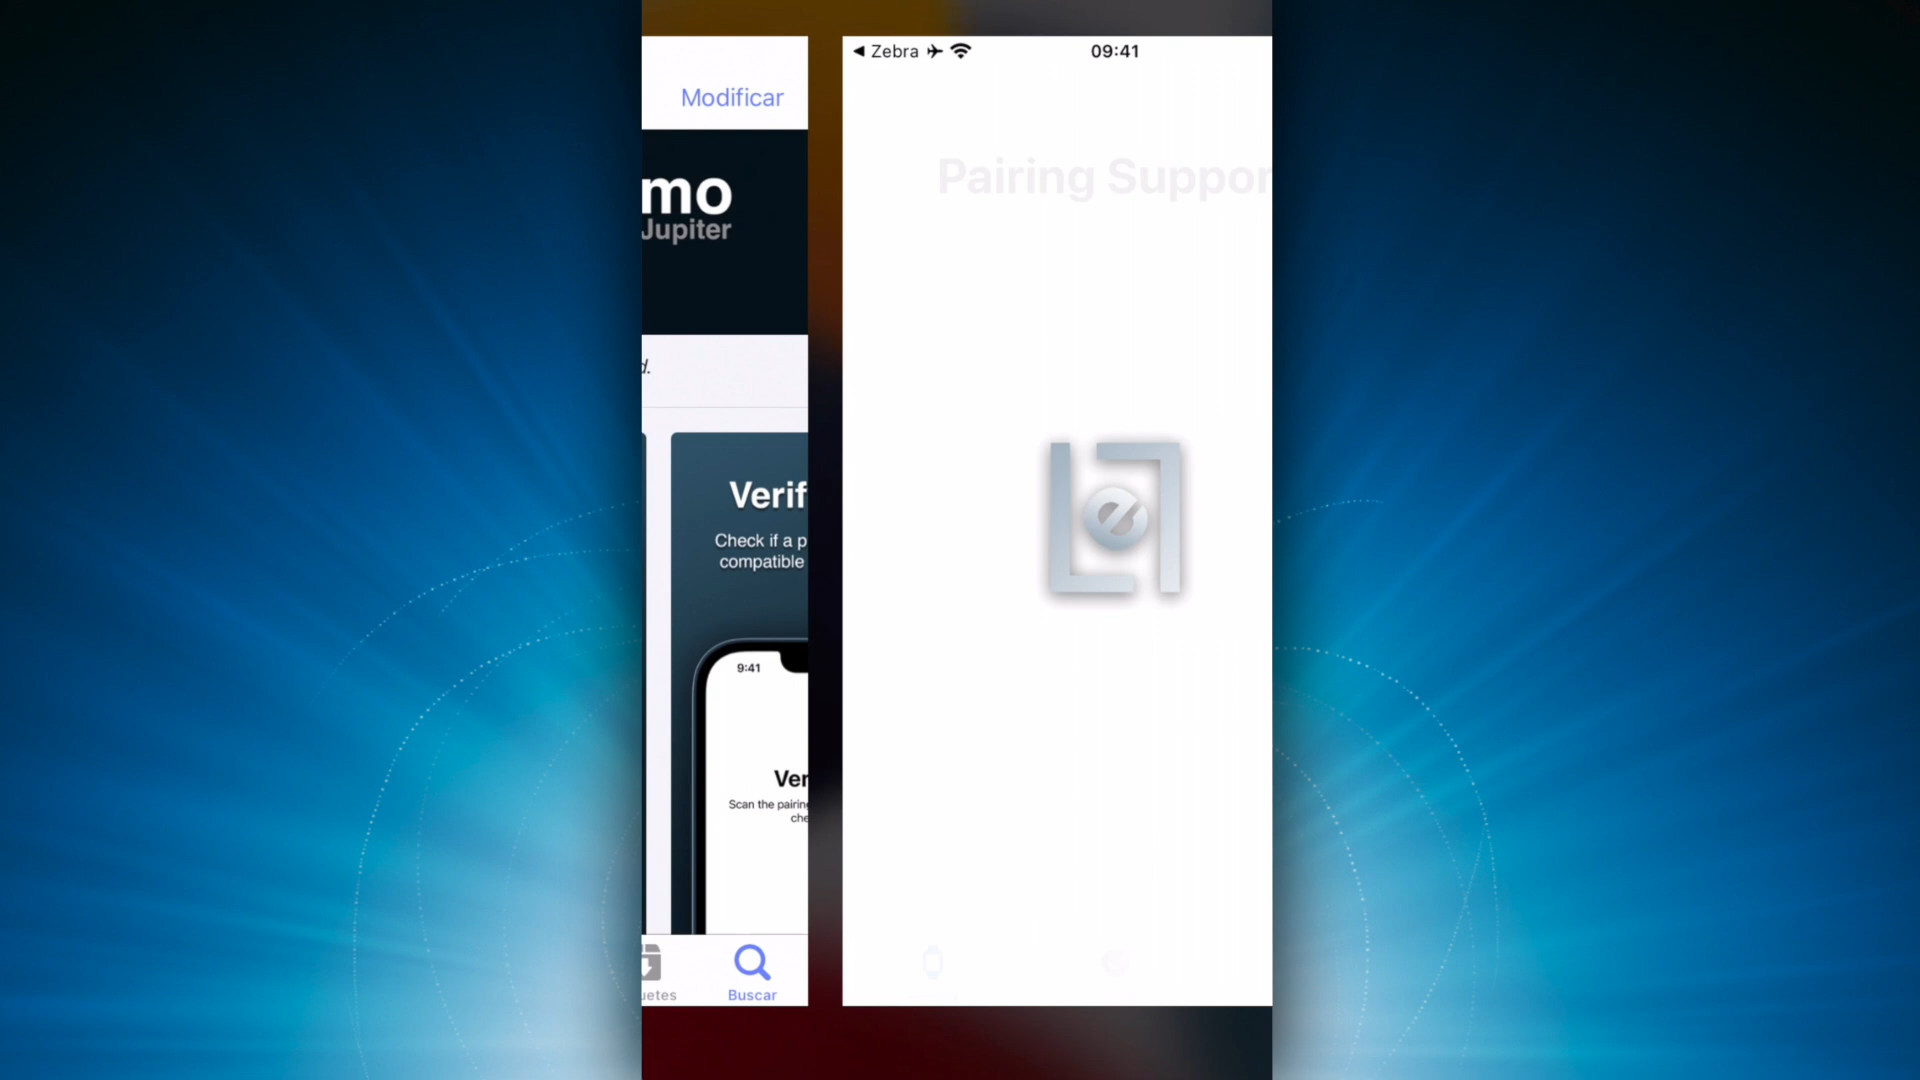 Modificar
mo
Jupiter
d.
Verif
Check if a p
compatible
9:41
Ver
Scan the pairing
che
uetes
Buscar
◀ Zebra
09:41
Pairing Suppor
e